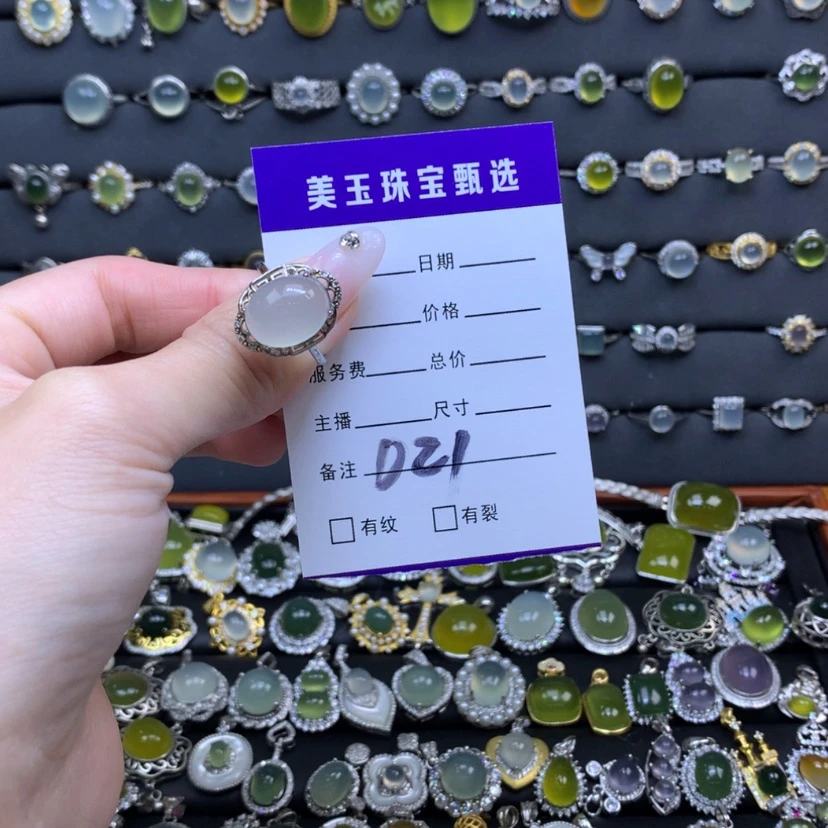 美玉珠宝甄选
日期
价格
服务费 总价
主播 尺寸
备注 DZ1
有纹 有裂